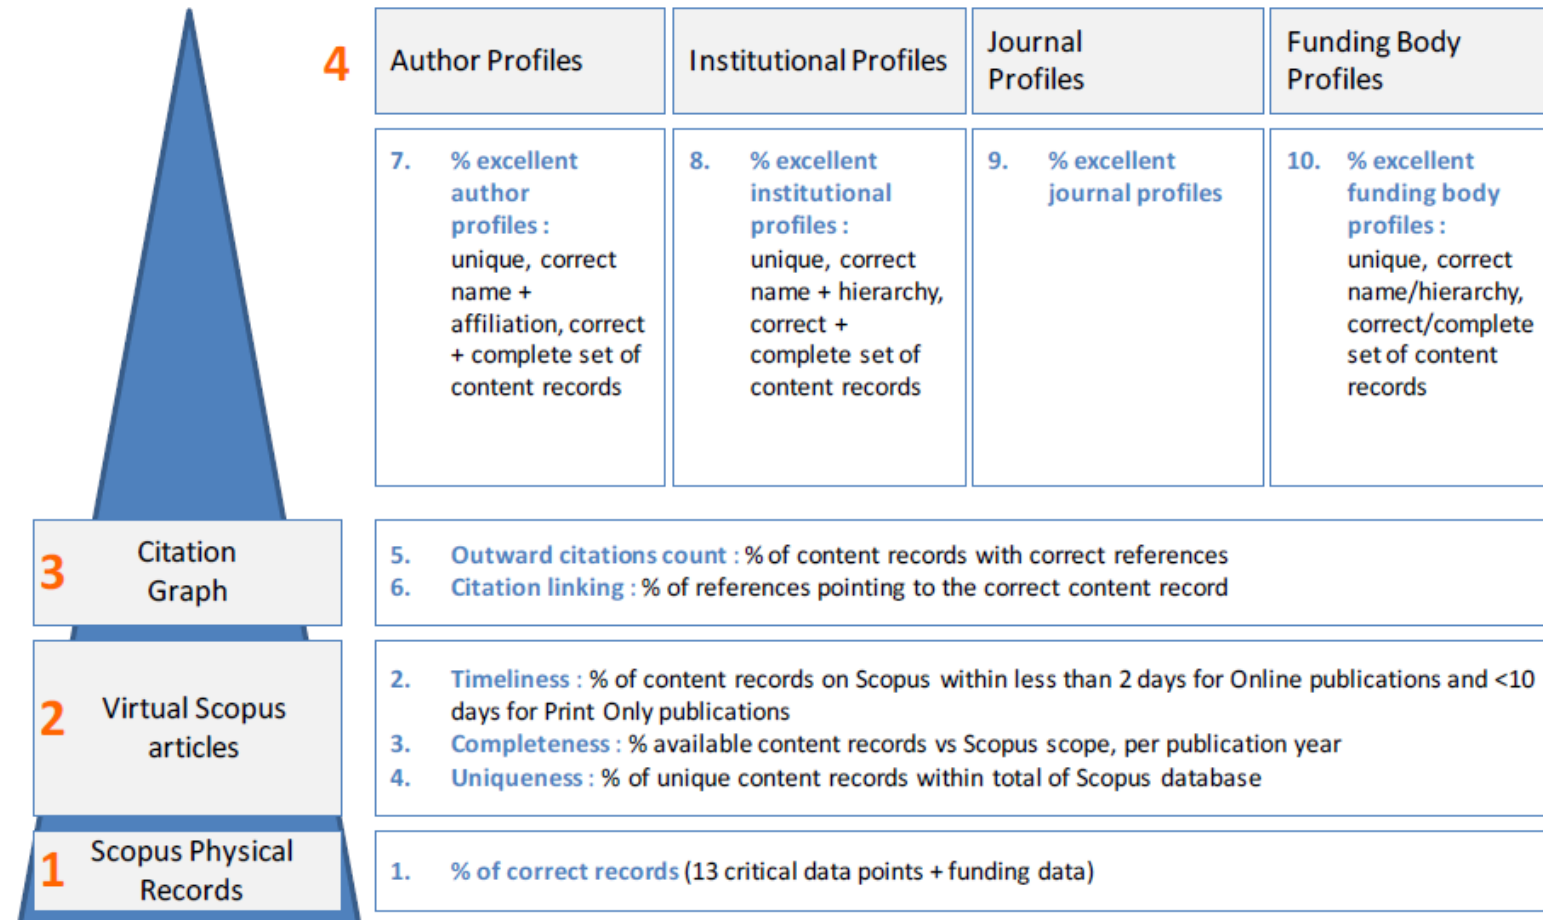 4
Author Profiles
Institutional Profiles
Journal
Profiles
Funding Body
Profiles
7. % excellent
author
profiles :
unique, correct
name +
affiliation, correct
+ complete set of
content records
8. % excellent
institutional
profiles :
unique, correct
name + hierarchy,
correct +
complete set of
content records
9. % excellent
journal profiles
10. % excellent
funding body
profiles :
unique, correct
name/hierarchy,
correct/complete
set of content
records
3
Citation
Graph
5. Outward citations count : % of content records with correct references
6. Citation linking : % of references pointing to the correct content record
2
Virtual Scopus
articles
2. Timeliness : % of content records on Scopus within less than 2 days for Online publications and <10
days for Print Only publications
3. Completeness : % available content records vs Scopus scope, per publication year
4. Uniqueness : % of unique content records within total of Scopus database
1
Scopus Physical
Records
1. % of correct records (13 critical data points + funding data)